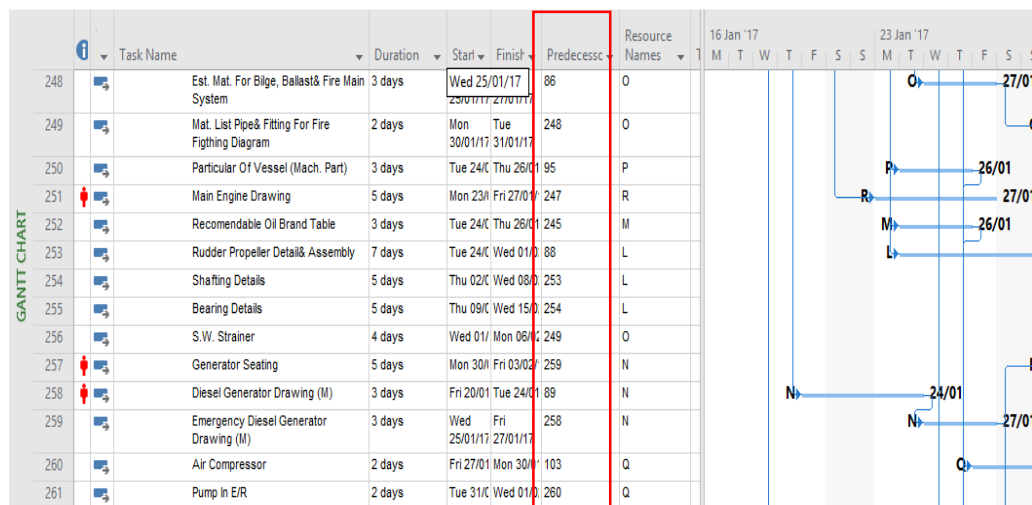 GANTT CHART
Task Name Duration Start Finish Predecessc Resource Names
16 Jan '17 23 Jan '17
M T W T F S S M T W T F S
248 Est. Mat. For Bilge, Ballast& Fire Main 3 days Wed 25/01/17 86 O 27/01
System 25/01/17 27/01/17
249 Mat. List Pipe& Fitting For Fire 2 days Mon Tue 248 O
Figthing Diagram 30/01/17 31/01/17
250 Particular Of Vessel (Mach. Part) 3 days Tue 24/0 Thu 26/01 95 P P 26/01
251 Main Engine Drawing 5 days Mon 23/0 Fri 27/01/ 247 R R 27/01
252 Recomendable Oil Brand Table 3 days Tue 24/0 Thu 26/01 245 M M 26/01
253 Rudder Propeller Detail& Assembly 7 days Tue 24/0 Wed 01/0 88 L L
254 Shafting Details 5 days Thu 02/0 Wed 08/0 253 L
255 Bearing Details 5 days Thu 09/0 Wed 15/0 254 L
256 S.W. Strainer 4 days Wed 01/ Mon 06/02 249 O
257 Generator Seating 5 days Mon 30/0 Fri 03/02/ 259 N
258 Diesel Generator Drawing (M) 3 days Fri 20/01 Tue 24/01 89 N N 24/01
259 Emergency Diesel Generator 3 days Wed Fri 258 N N 27/01
Drawing (M) 25/01/17 27/01/17
260 Air Compressor 2 days Fri 27/01 Mon 30/01 103 Q Q
261 Pump In E/R 2 days Tue 31/0 Wed 01/0 260 Q